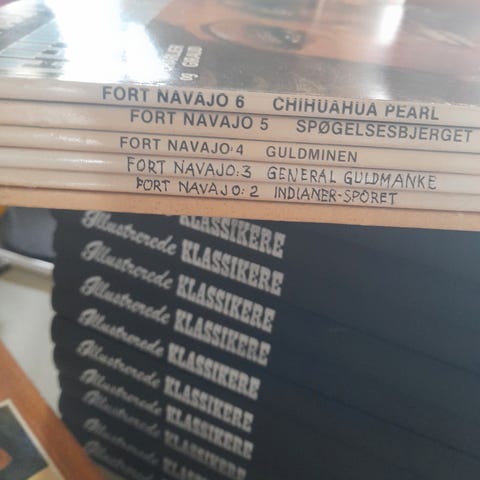 og GIRAUD
FORT NAVAJO 6 CHIHUAHUA PEARL
FORT NAVAJO 5 SPØGELSESBJERGET
FORT NAVAJO: 4 GULDMINEN
FORT NAVAJO: 3 GENERAL GULDMANKE
FORT NAVAJO: 2 INDIANER-SPORET
Illustrerede KLASSIKERE
Illustrerede KLASSIKERE
Illustrerede KLASSIKERE
Illustrerede KLASSIKERE
Illustrerede KLASSIKERE
Illustrerede KLASSIKERE
Illustrerede KLASSIKERE
Illustrerede KLASSIKERE